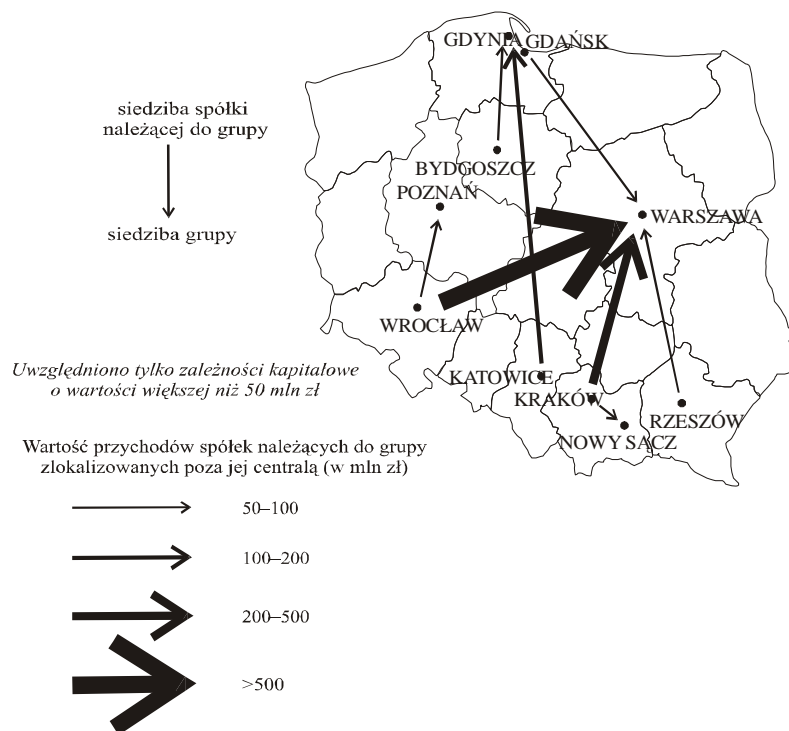 GDYNIA
GDAŃSK
siedziba spółki
należącej do grupy
siedziba grupy
BYDGOSZCZ
POZNAŃ
WARSZAWA
WROCŁAW
Uwzględniono tylko zależności kapitałowe
o wartości większej niż 50 mln zł
KATOWICE
KRAKÓW
RZESZÓW
NOWY SĄCZ
Wartość przychodów spółek należących do grupy
zlokalizowanych poza jej centralą (w mln zł)
50–100
100–200
200–500
>500